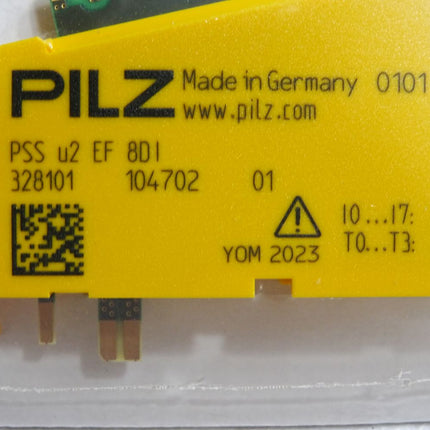 PILZ Made in Germany 0101
www.pilz.com
PSS u2 EF 8DI
328101 104702 01
I0...I7:
T0...T3:
YOM 2023